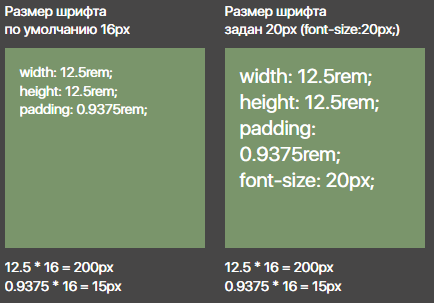 Размер шрифта
по умолчанию 16px
width: 12.5rem;
height: 12.5rem;
padding: 0.9375rem;
12.5 * 16 = 200px
0.9375 * 16 = 15px
Размер шрифта
задан 20px (font-size:20px;)
width: 12.5rem;
height: 12.5rem;
padding:
0.9375rem;
font-size: 20px;
12.5 * 16 = 200px
0.9375 * 16 = 15px